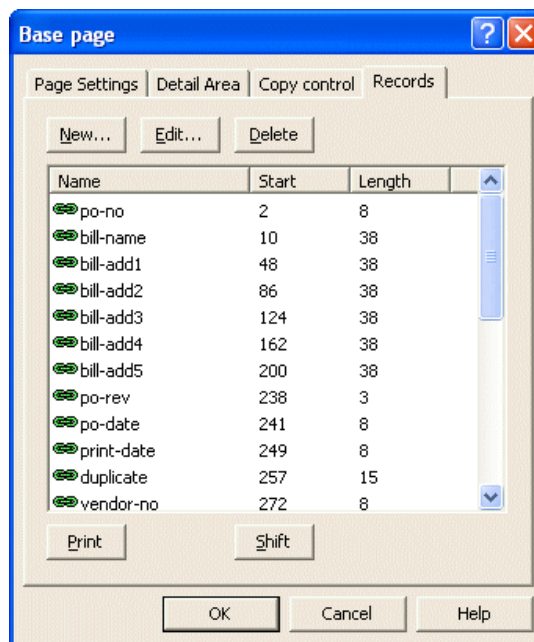 Base page
Page Settings Detail Area Copy control Records
New... Edit... Delete
Name Start Length
po-no 2 8
bill-name 10 38
bill-add1 48 38
bill-add2 86 38
bill-add3 124 38
bill-add4 162 38
bill-add5 200 38
po-rev 238 3
po-date 241 8
print-date 249 8
duplicate 257 15
vendor-no 272 8
Print Shift
OK Cancel Help